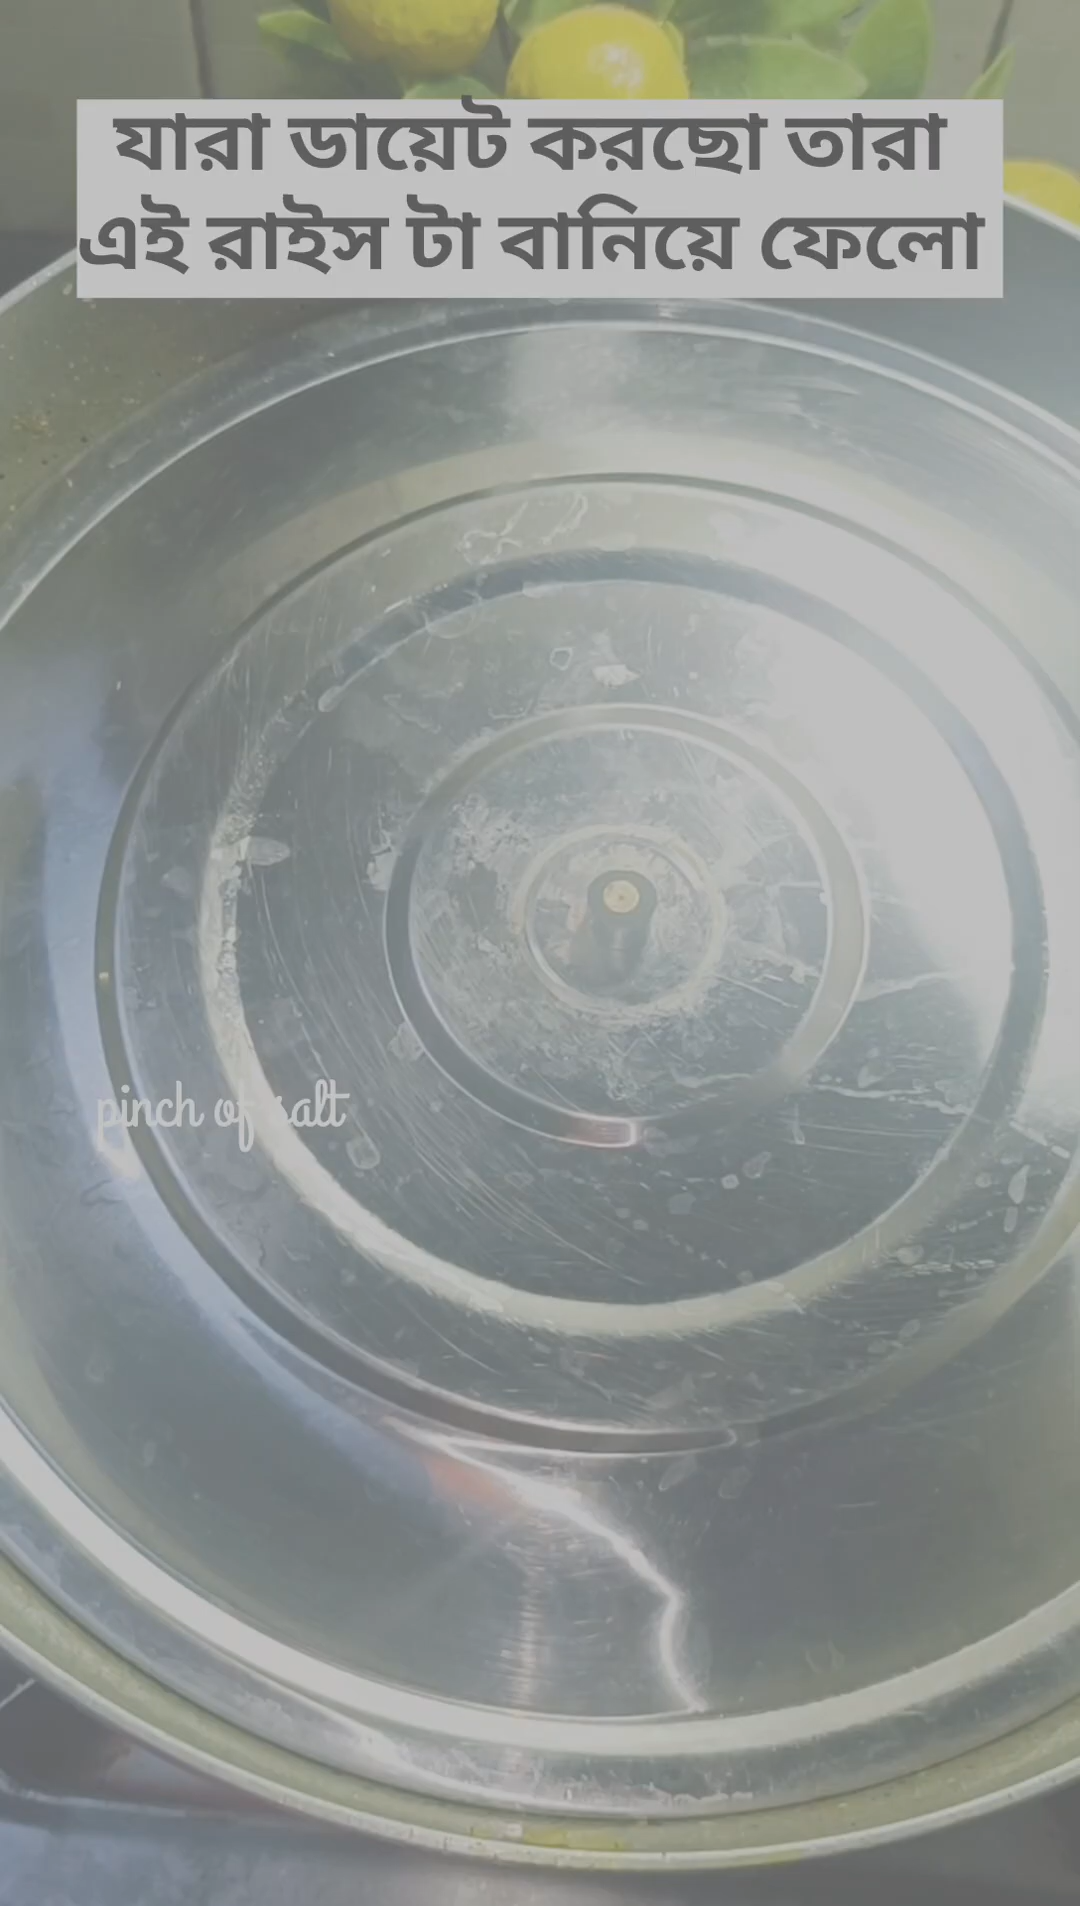 যারা ডায়েট করছো তারা
এই রাইস টা বানিয়ে ফেলো
pinch of salt